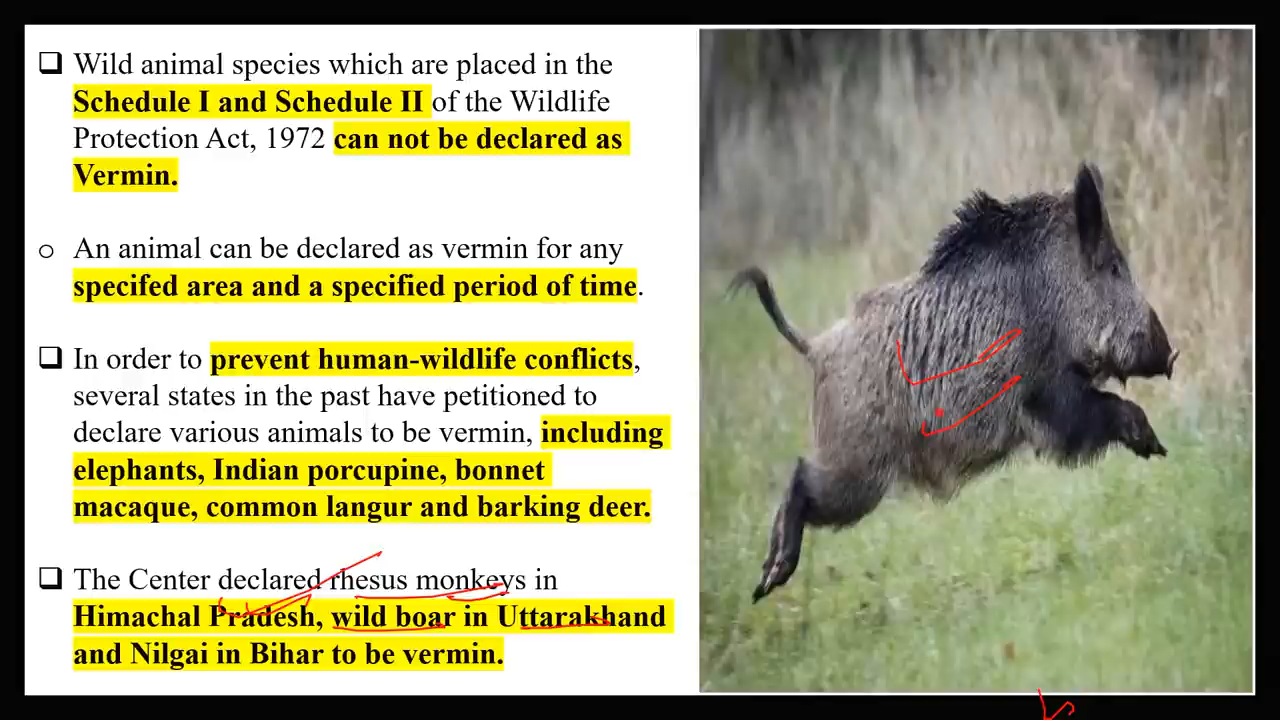 Wild animal species which are placed in the
Schedule I and Schedule II of the Wildlife
Protection Act, 1972 can not be declared as
Vermin.
An animal can be declared as vermin for any
specifed area and a specified period of time.
In order to prevent human-wildlife conflicts,
several states in the past have petitioned to
declare various animals to be vermin, including
elephants, Indian porcupine, bonnet
macaque, common langur and barking deer.
The Center declared rhesus monkeys in
Himachal Pradesh, wild boar in Uttarakhand
and Nilgai in Bihar to be vermin.